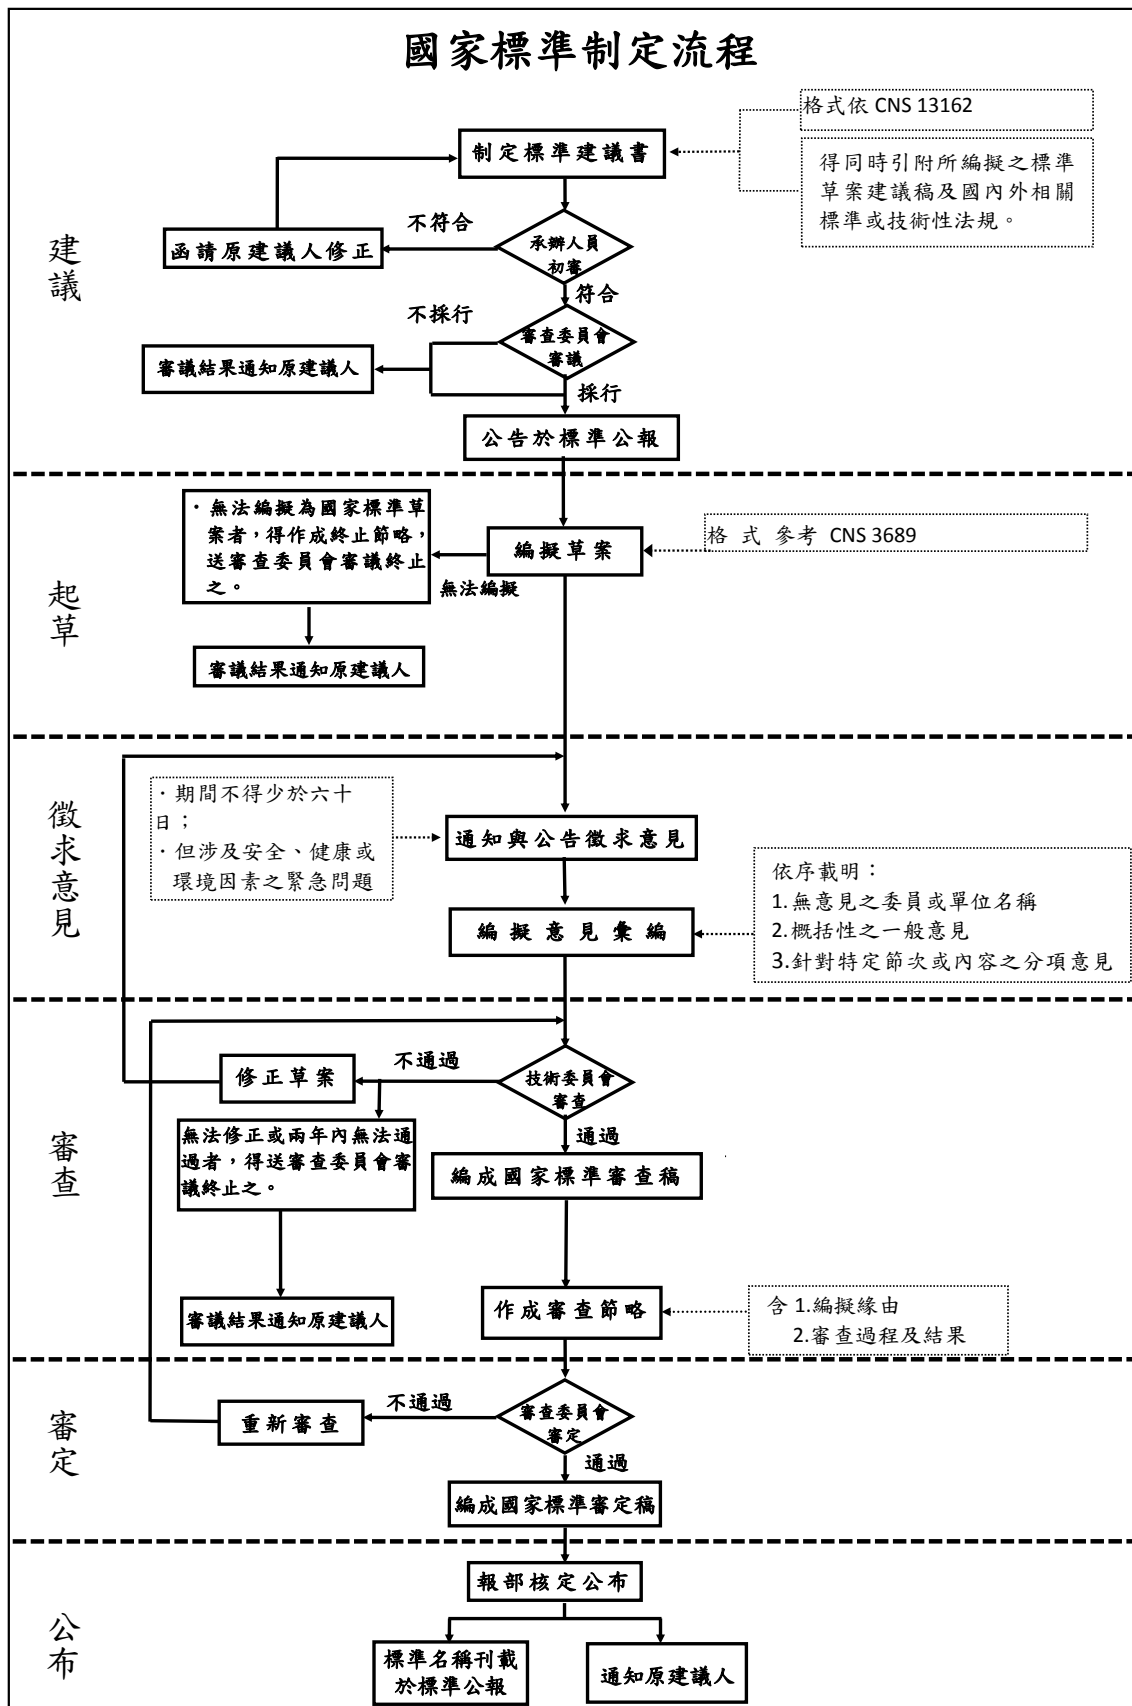 國家標準制定流程
建議
格式依 CNS 13162
制定標準建議書
得同時引附所編擬之標準
草案建議稿及國內外相關
標準或技術性法規。
不符合
函請原建議人修正
承辦人員
初審
符合
不採行
審查委員會
審議
審議結果通知原建議人
採行
公告於標準公報
起草
．無法編擬為國家標準草
案者，得作成終止節略，
送審查委員會審議終止
之。
編擬草案
格 式 參考 CNS 3689
無法編擬
審議結果通知原建議人
徵求意見
．期間不得少於六十
日；
．但涉及安全、健康或
環境因素之緊急問題
通知與公告徵求意見
編擬意見彙編
依序載明：
1.無意見之委員或單位名稱
2.概括性之一般意見
3.針對特定節次或內容之分項意見
審查
不通過
修正草案
技術委員會
審查
無法修正或兩年內無法通
過者，得送審查委員會審
議終止之。
通過
編成國家標準審查稿
審議結果通知原建議人
作成審查節略
含 1.編擬緣由
2.審查過程及結果
審定
不通過
重新審查
審查委員會
審定
通過
編成國家標準審定稿
公布
報部核定公布
標準名稱刊載
於標準公報
通知原建議人